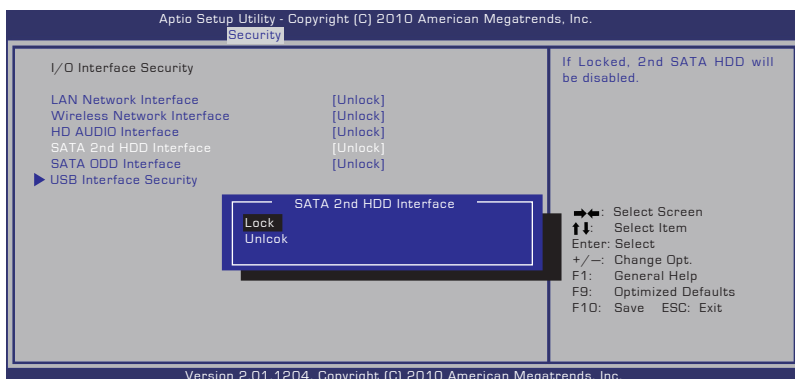 Aptio Setup Utility - Copyright (C) 2010 American Megatrends, Inc.
Security
I/O Interface Security
LAN Network Interface [Unlock]
Wireless Network Interface [Unlock]
HD AUDIO Interface [Unlock]
SATA 2nd HDD Interface [Unlock]
SATA ODD Interface [Unlock]
USB Interface Security
SATA 2nd HDD Interface
Lock
Unlcok
If Locked, 2nd SATA HDD will
be disabled.
→←: Select Screen
↑↓: Select Item
Enter: Select
+/—: Change Opt.
F1: General Help
F9: Optimized Defaults
F10: Save ESC: Exit
Version 2.01.1204. Copyright (C) 2010 American Megatrends, Inc.